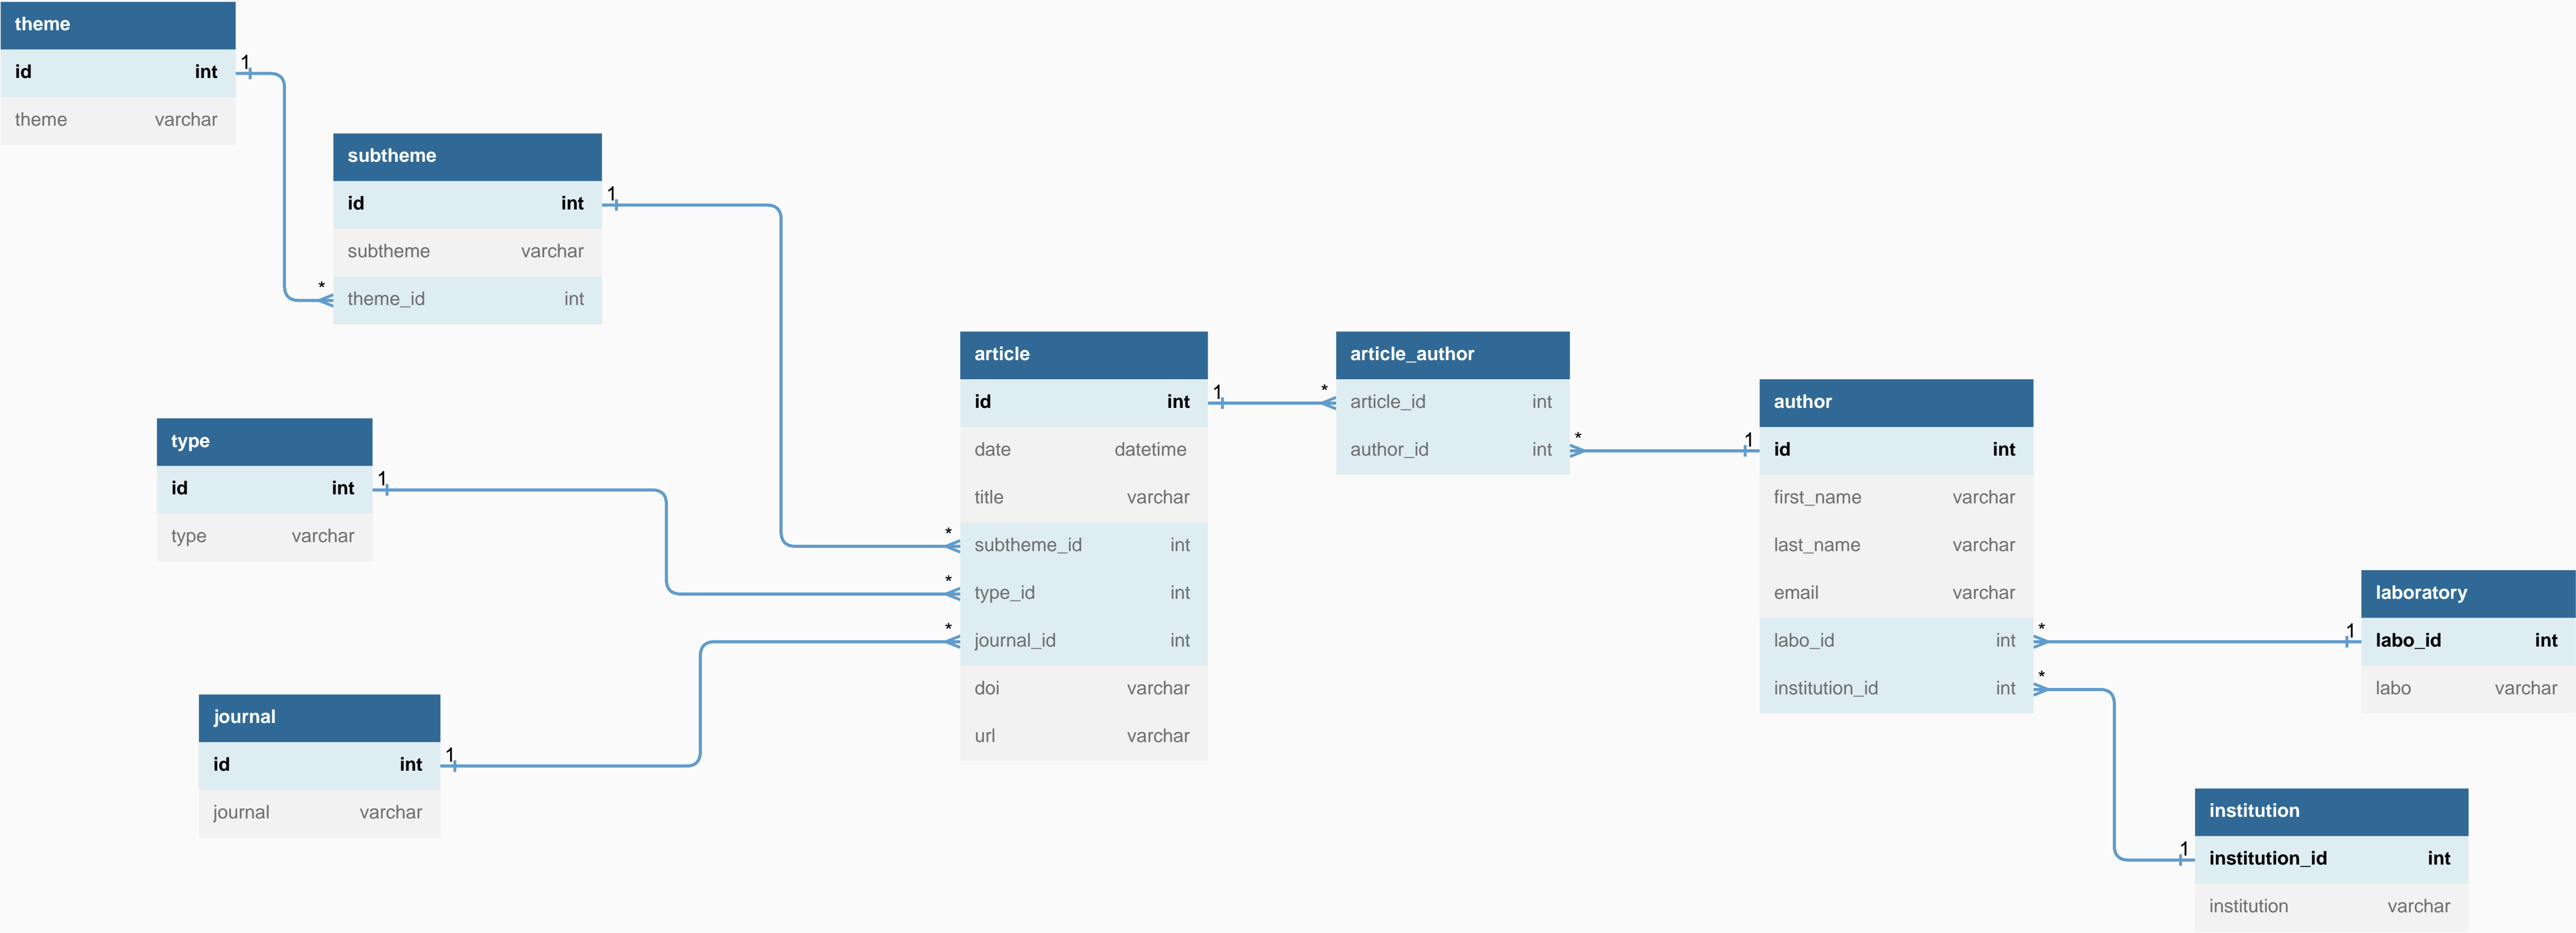 theme
id int
theme varchar
1
*
subtheme
id int
subtheme varchar
theme_id int
1
type
id int
type varchar
1
journal
id int
journal varchar
1
article
id int
date datetime
title varchar
* subtheme_id int
* type_id int
* journal_id int
doi varchar
url varchar
1
*
article_author
article_id int
author_id int
*
1
author
id int
first_name varchar
last_name varchar
email varchar
labo_id int
institution_id int
*
*
1
laboratory
labo_id int
labo varchar
1
institution
institution_id int
institution varchar